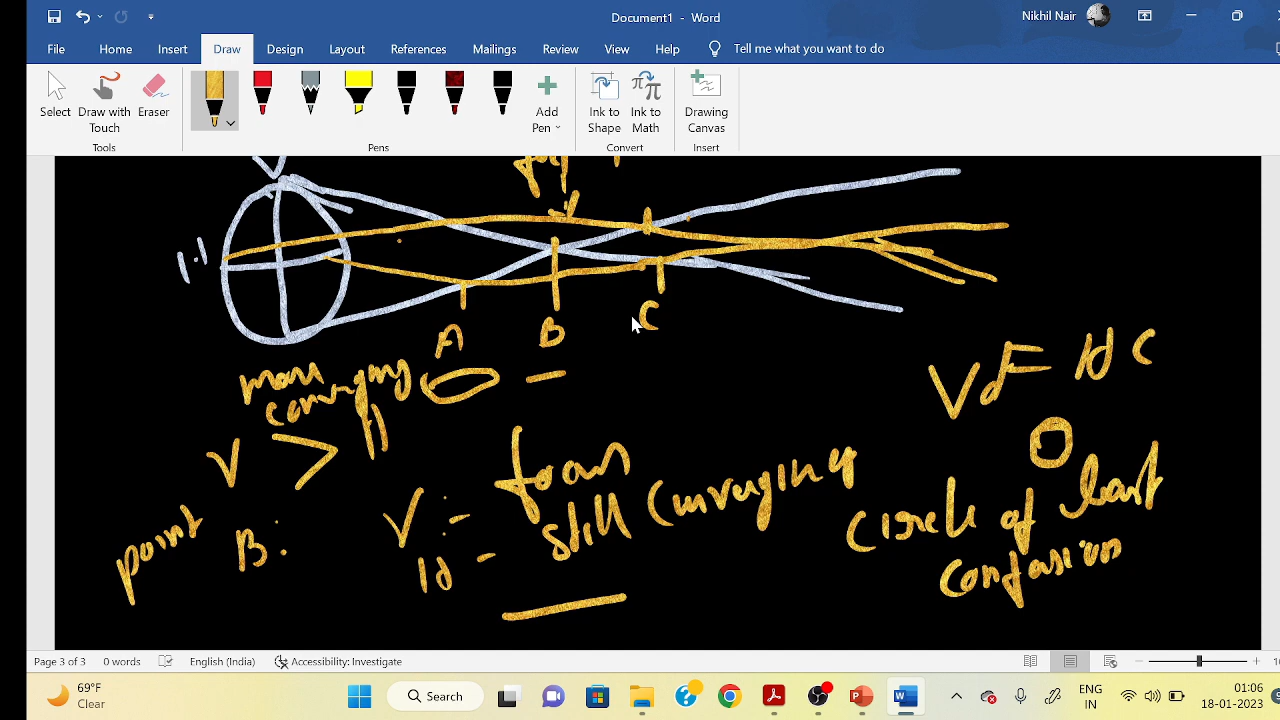 Document1 - Word
Nikhil Nair
File Home Insert Draw Design Layout References Mailings Review View Help Tell me what you want to do
Select Draw with Touch Eraser Add Pen Ink to Shape Ink to Math Drawing Canvas
Tools Pens Convert Insert
A B C
more
converging
V > H
V dF Hd C
point B: V :- focus
Hd - still converging
Circle of least
confusion
Page 3 of 3 0 words English (India) Accessibility: Investigate
69°F
Clear
Search
ENG
IN
01:06
18-01-2023